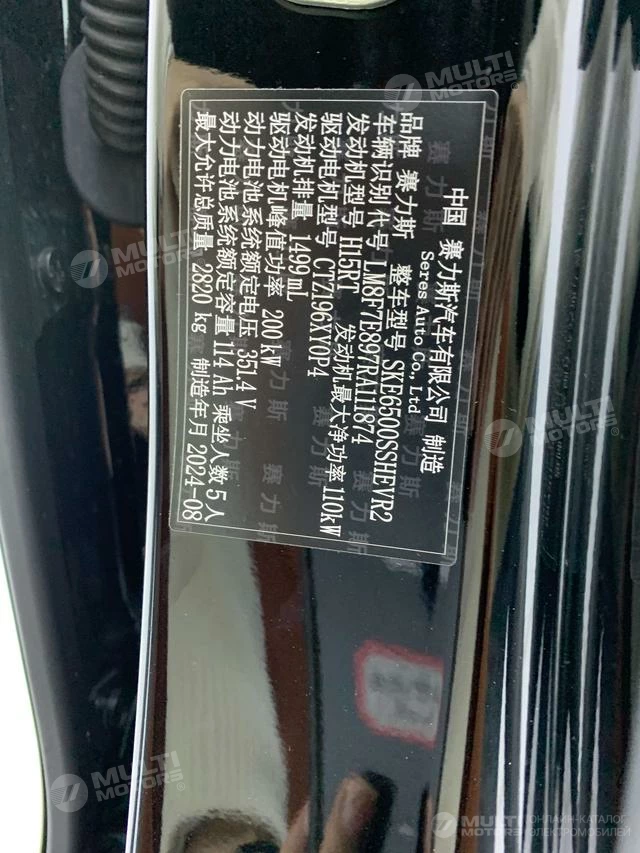 中国 赛力斯汽车有限公司 制造
Seres Auto Co.,Ltd
品牌 赛力斯 整车型号 SKE6500SSHEVR2
车辆识别代号 LM8F7E897RA111874
发动机型号 H15RT 发动机最大净功率 110kW
驱动电机型号 CTZ196XY0P4
发动机排量 1499mL
驱动电机峰值功率 200kW
动力电池系统额定电压 351.4 V
动力电池系统额定容量 114 Ah 乘坐人数 5人
最大允许总质量 2820 kg 制造年月 2024-08
MULTI
MOTORS®
MULTI
MOTORS®
MULTI
MOTORS®
MULTI
MOTORS®
MULTI
MOTORS
ОНЛАЙН-КАТАЛОГ
ЭЛЕКТРОМОБИЛЕЙ